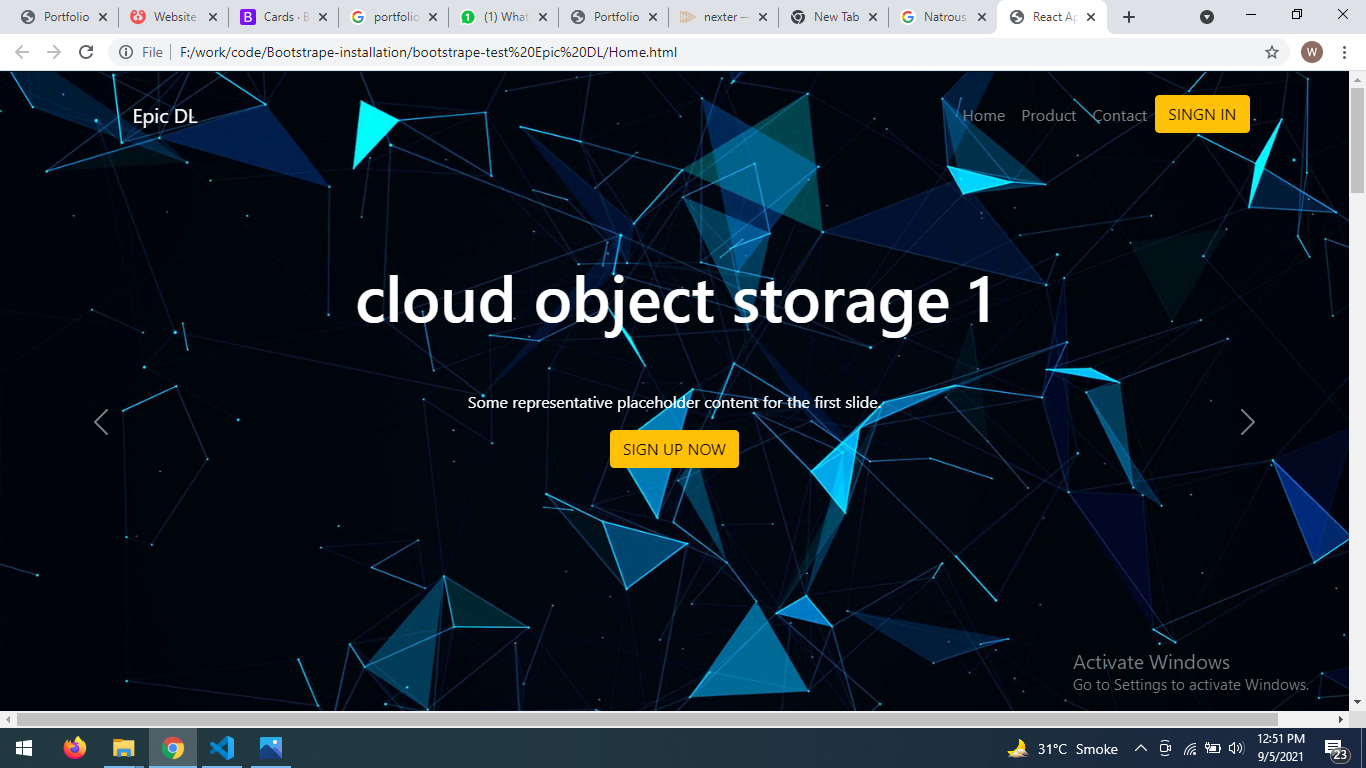 Portfolio
Website
Cards · B
portfolio
(1) What
Portfolio
nexter —
New Tab
Natrous
React Ap
File
F:/work/code/Bootstrape-installation/bootstrape-test%20Epic%20DL/Home.html
W
Epic DL
Home Product Contact SINGN IN
cloud object storage 1
Some representative placeholder content for the first slide.
SIGN UP NOW
Activate Windows
Go to Settings to activate Windows.
31°C Smoke
12:51 PM
9/5/2021
23